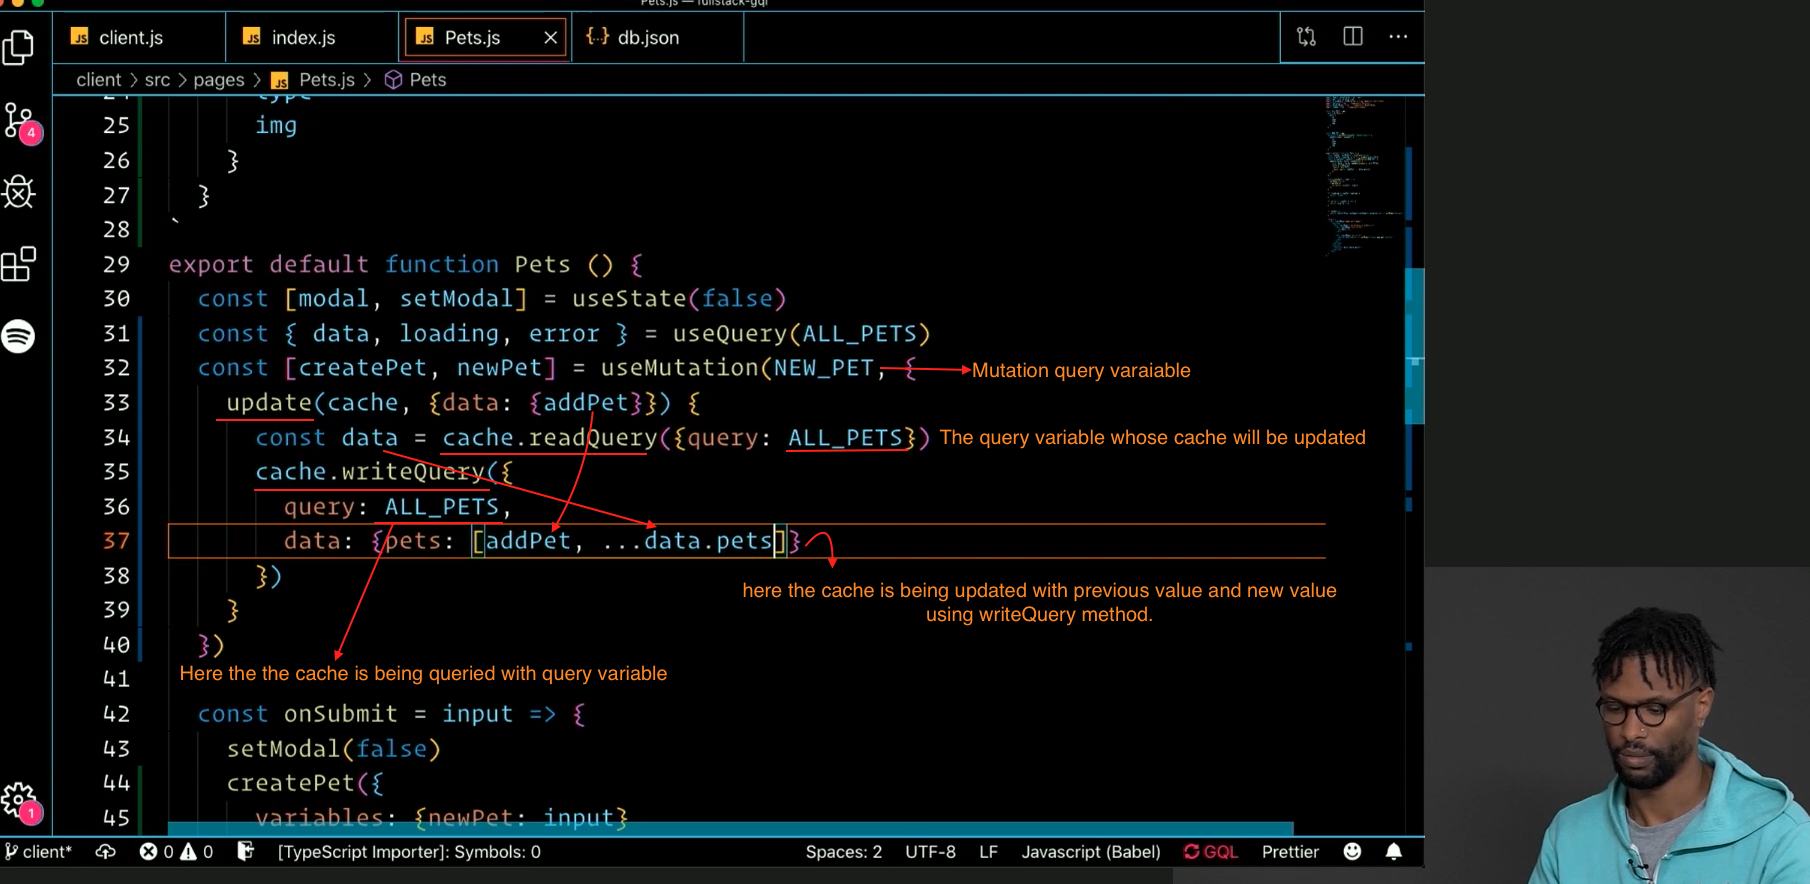 Pets.js — fullstack-gql
JS client.js
JS index.js
JS Pets.js ×
{..} db.json
client > src > pages > JS Pets.js > Pets
24 type
25 img
26 }
27 }
28 `
29 export default function Pets () {
30 const [modal, setModal] = useState(false)
31 const { data, loading, error } = useQuery(ALL_PETS)
32 const [createPet, newPet] = useMutation(NEW_PET, {
Mutation query varaiable
33 update(cache, {data: {addPet}}) {
34 const data = cache.readQuery({query: ALL_PETS})
The query variable whose cache will be updated
35 cache.writeQuery({
36 query: ALL_PETS,
37 data: {pets: [addPet, ...data.pets]}
38 })
here the cache is being updated with previous value and new value
using writeQuery method.
39 }
40 })
Here the the cache is being queried with query variable
41
42 const onSubmit = input => {
43 setModal(false)
44 createPet({
45 variables: {newPet: input}
4
1
client* 0 0 [TypeScript Importer]: Symbols: 0 Spaces: 2 UTF-8 LF Javascript (Babel) GQL Prettier